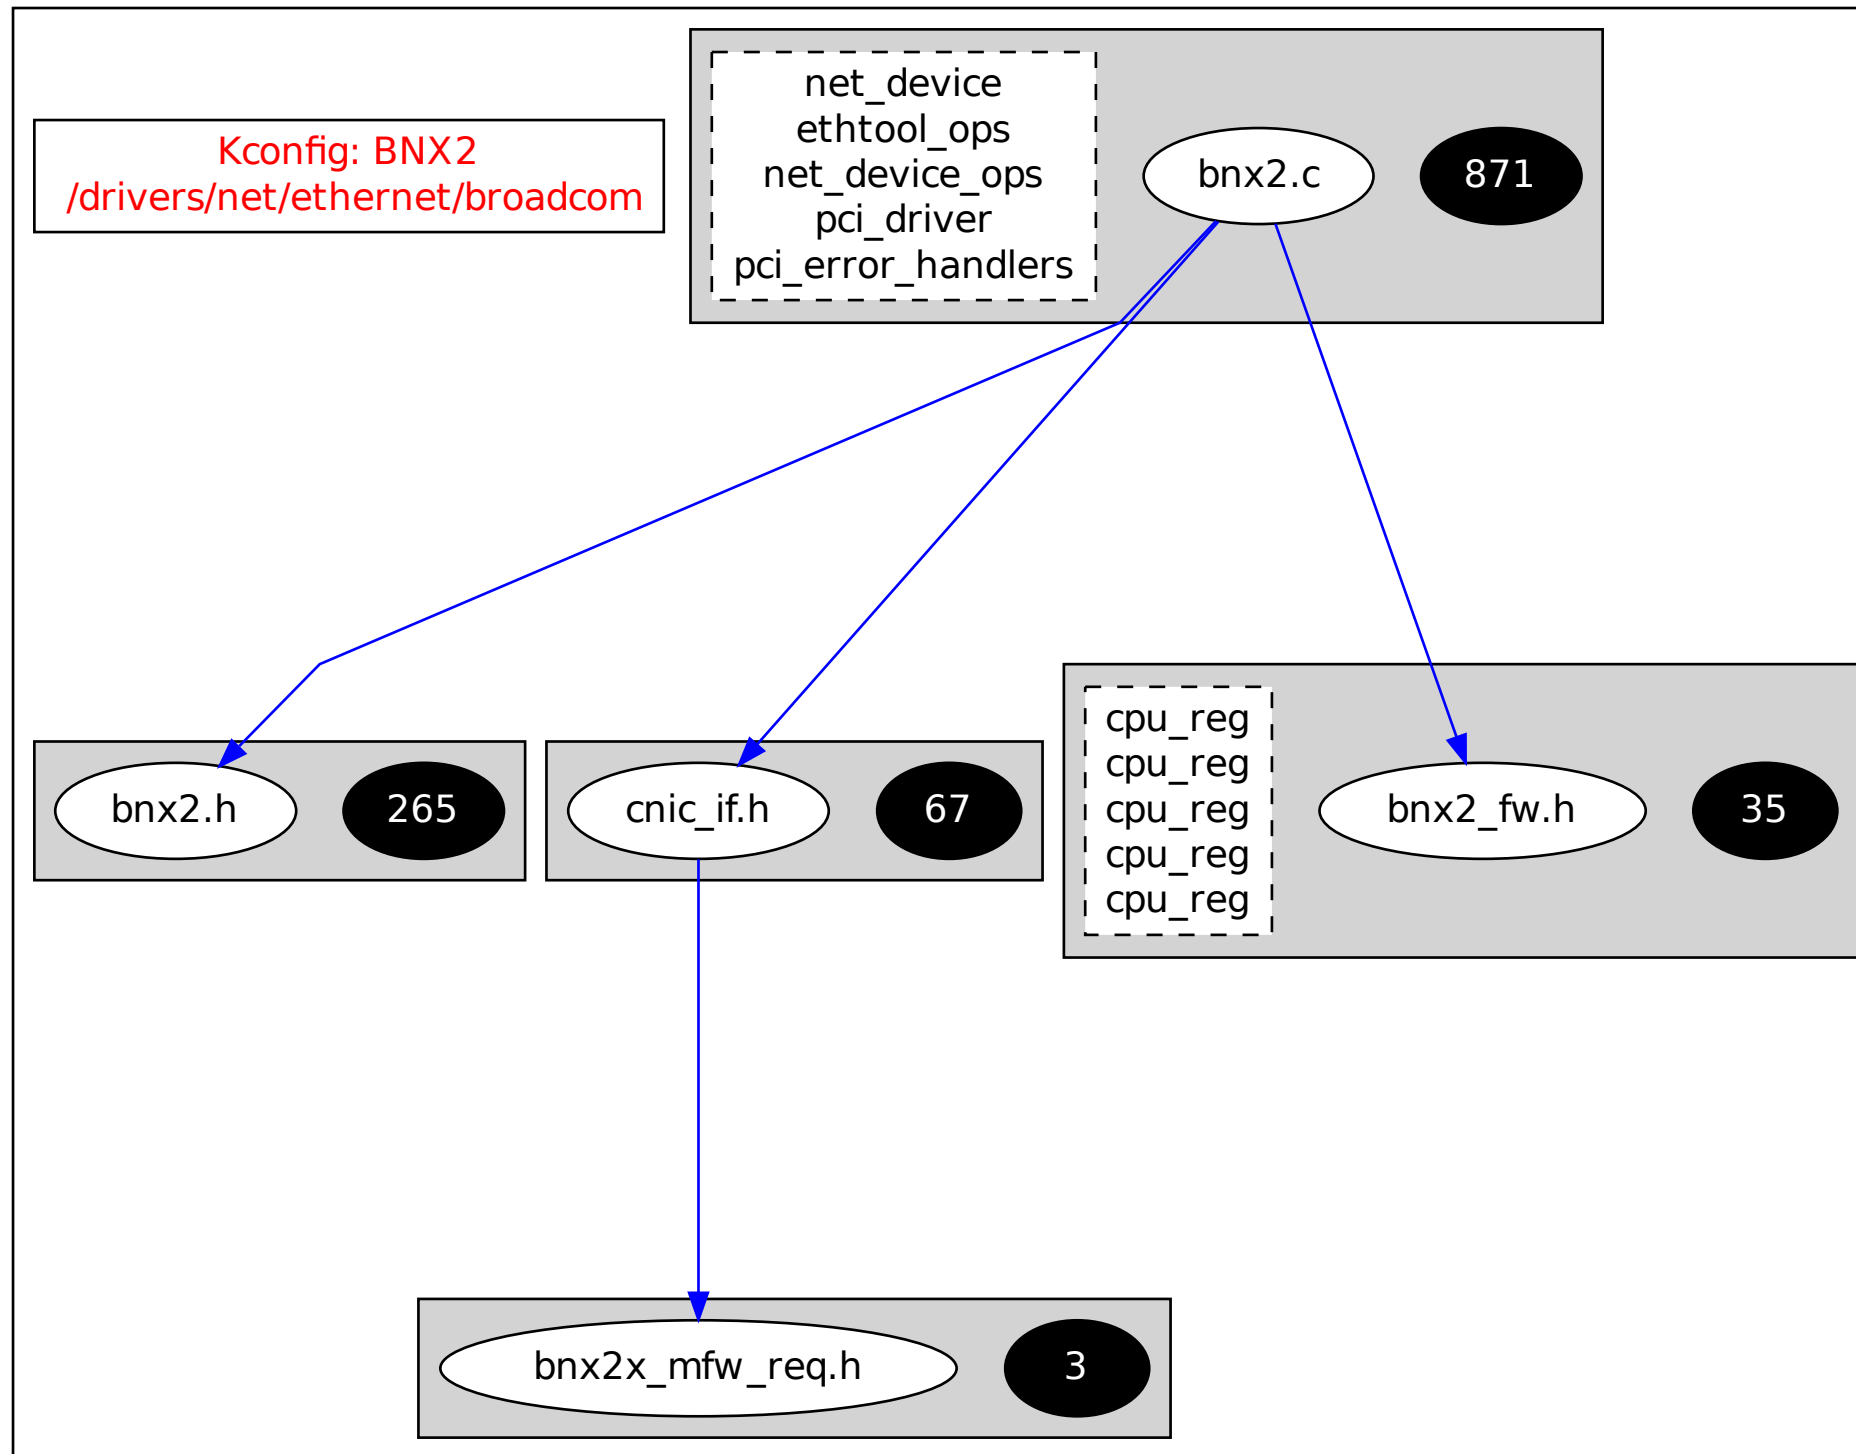 Kconfig: BNX2
/drivers/net/ethernet/broadcom
net_device
ethtool_ops
net_device_ops
pci_driver
pci_error_handlers
bnx2.c
871
bnx2.h
265
cnic_if.h
67
cpu_reg
cpu_reg
cpu_reg
cpu_reg
cpu_reg
bnx2_fw.h
35
bnx2x_mfw_req.h
3